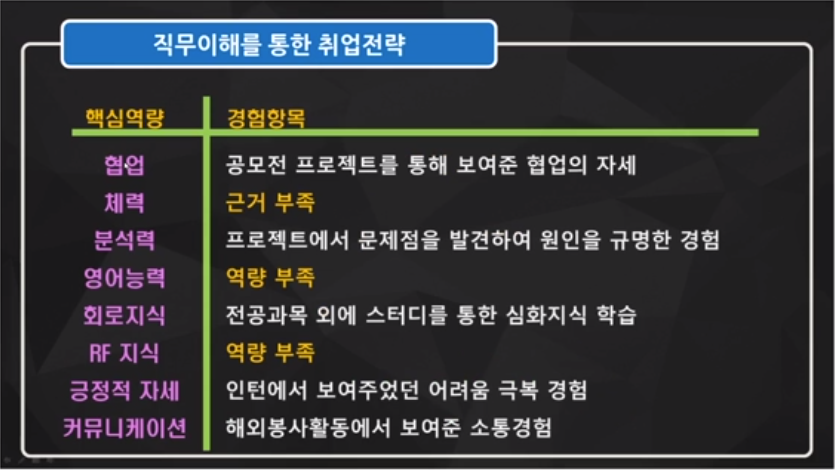 직무이해를 통한 취업전략
핵심역량 경험항목
협업 공모전 프로젝트를 통해 보여준 협업의 자세
체력 근거 부족
분석력 프로젝트에서 문제점을 발견하여 원인을 규명한 경험
영어능력 역량 부족
회로지식 전공과목 외에 스터디를 통한 심화지식 학습
RF 지식 역량 부족
긍정적 자세 인턴에서 보여주었던 어려움 극복 경험
커뮤니케이션 해외봉사활동에서 보여준 소통경험